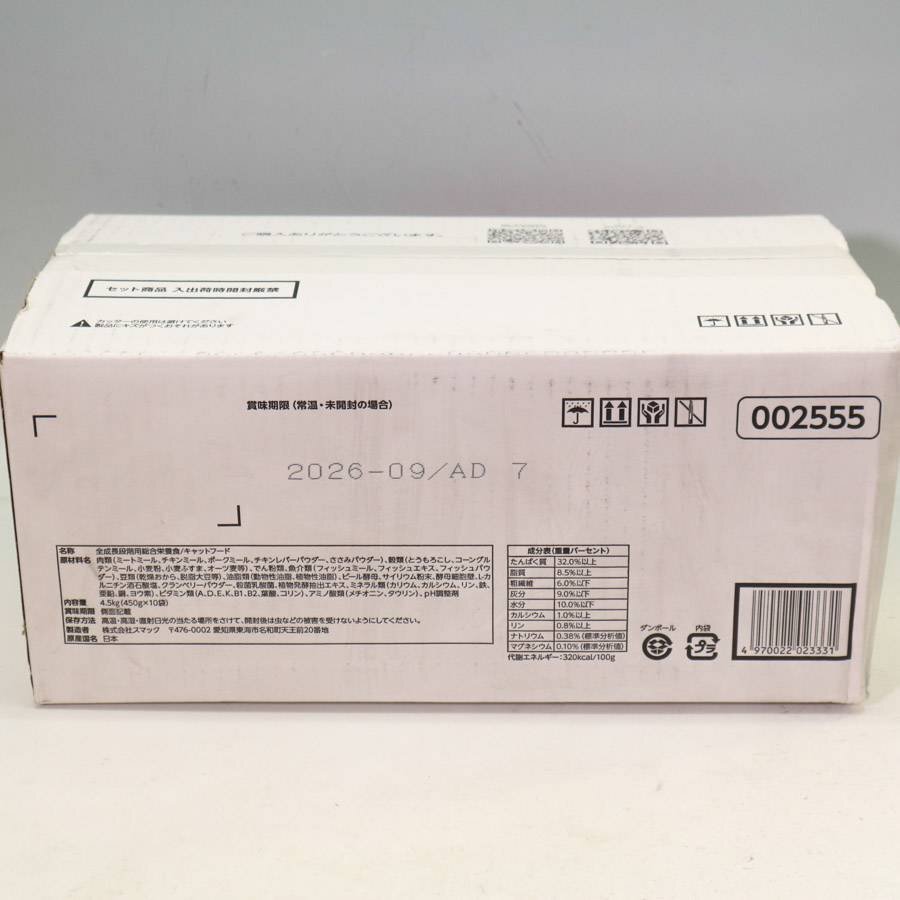 ご購入ありがとうございます。
セット商品 入出荷時開封厳禁
カッターの使用は避けてください
製品にキズがつくおそれがあります
賞味期限（常温・未開封の場合）
002555
2026-09/AD 7
名称 全成長段階用総合栄養食/キャットフード
原材料名 肉類（ミートミール、チキンミール、ポークミール、チキンレバーパウダー、ささみパウダー）、穀類（とうもろこし、コーングル
テンミール、小麦粉、小麦ふすま、オーツ麦等）、でん粉類、魚介類（フィッシュミール、フィッシュエキス、フィッシュパウ
ダー）、豆類（乾燥おから、脱脂大豆等）、油脂類（動物性油脂、植物性油脂）、ビール酵母、サイリウム粉末、酵母細胞壁、L-カ
ルニチン酒石酸塩、クランベリーパウダー、殺菌乳酸菌、植物発酵抽出エキス、ミネラル類（カリウム、カルシウム、リン、鉄、
亜鉛、銅、ヨウ素）、ビタミン類（A、D、E、K、B1、B2、葉酸、コリン）、アミノ酸類（メチオニン、タウリン）、pH調整剤
内容量 4.5kg（450g×10袋）
賞味期限 側面記載
保存方法 高温・高湿・直射日光の当たる場所をさけて、開封後は虫などの被害を受けないようにしてください。
製造者 株式会社スマック 〒476-0002 愛知県東海市名和町天王前20番地
原産国名 日本
成分表（重量パーセント）
たんぱく質 32.0%以上
脂質 8.5%以上
粗繊維 6.0%以下
灰分 9.0%以下
水分 10.0%以下
カルシウム 1.0%以上
リン 0.8%以上
ナトリウム 0.38%（標準分析値）
マグネシウム 0.10%（標準分析値）
代謝エネルギー：320kcal/100g
ダンボール
内袋
プラ
4 970022 023331